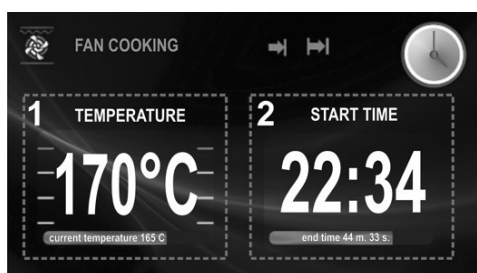 FAN COOKING
1 TEMPERATURE
170°C
current temperature 165 C
2 START TIME
22:34
end time 44 m. 33 s.